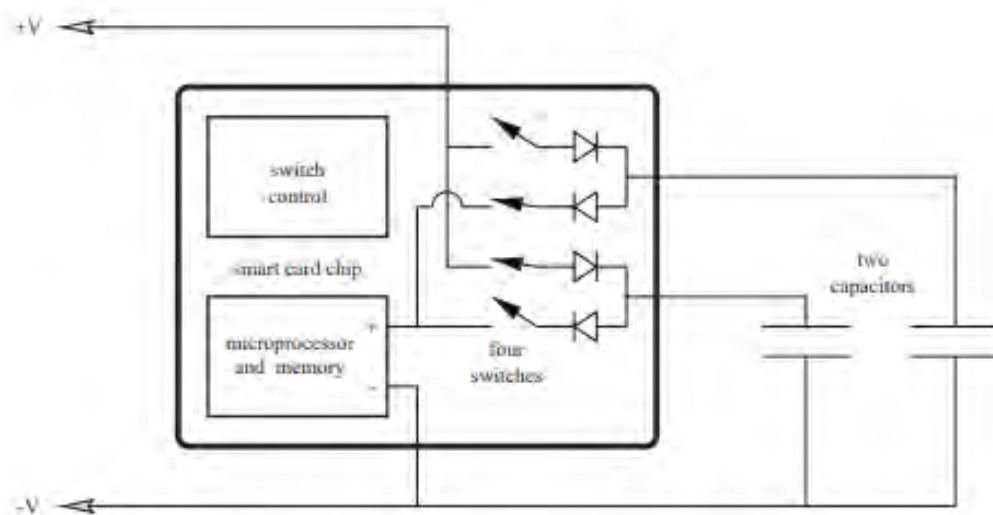 +V
switch
control
smart card chip
microprocessor
and memory
+
–
four
switches
two
capacitors
–V